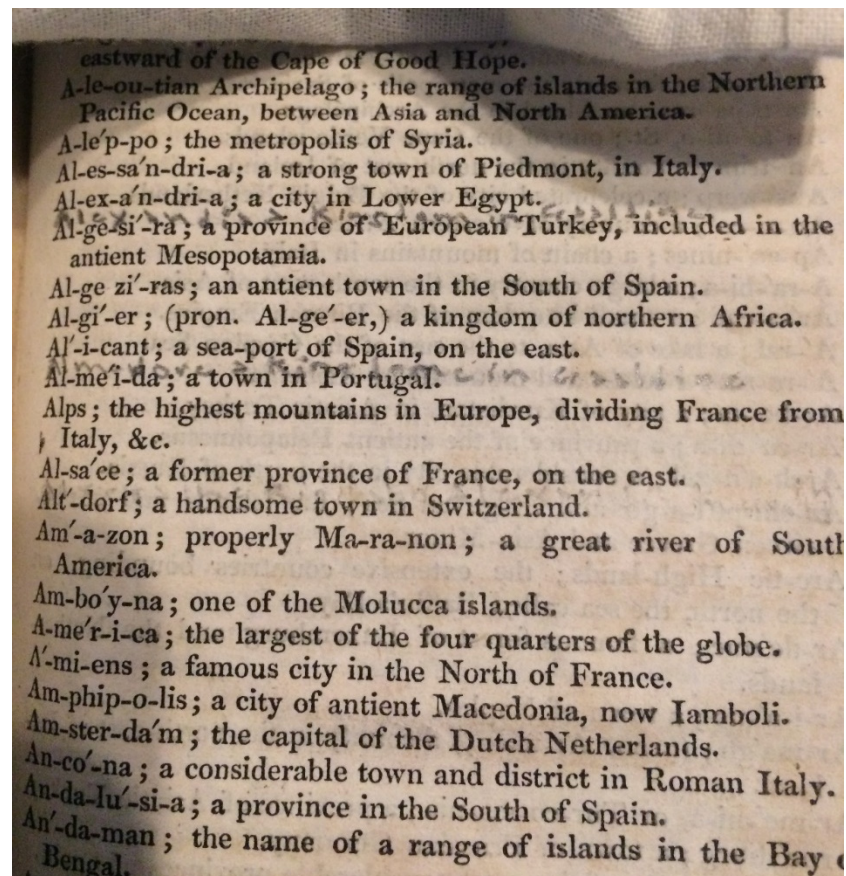 eastward of the Cape of Good Hope.
A-le-ou-tian Archipelago; the range of islands in the Northern
Pacific Ocean, between Asia and North America.
A-le′p-po; the metropolis of Syria.
Al-es-sa′n-dri-a; a strong town of Piedmont, in Italy.
Al-ex-a′n-dri-a; a city in Lower Egypt.
Al-ge-si′-ra; a province of European Turkey, included in the
antient Mesopotamia.
Al-ge zi′-ras; an antient town in the South of Spain.
Al-gi′-er; (pron. Al-ge′-er,) a kingdom of northern Africa.
Al′-i-cant; a sea-port of Spain, on the east.
Al-me′i-da; a town in Portugal.
Alps; the highest mountains in Europe, dividing France from
Italy, &c.
Al-sa′ce; a former province of France, on the east.
Alt′-dorf; a handsome town in Switzerland.
Am′-a-zon; properly Ma-ra-non; a great river of South
America.
Am-bo′y-na; one of the Molucca islands.
A-me′r-i-ca; the largest of the four quarters of the globe.
A′-mi-ens; a famous city in the North of France.
Am-phip-o-lis; a city of antient Macedonia, now Iamboli.
Am-ster-da′m; the capital of the Dutch Netherlands.
An-co′-na; a considerable town and district in Roman Italy.
An-da-lu′-si-a; a province in the South of Spain.
An′-da-man; the name of a range of islands in the Bay
Bengal.